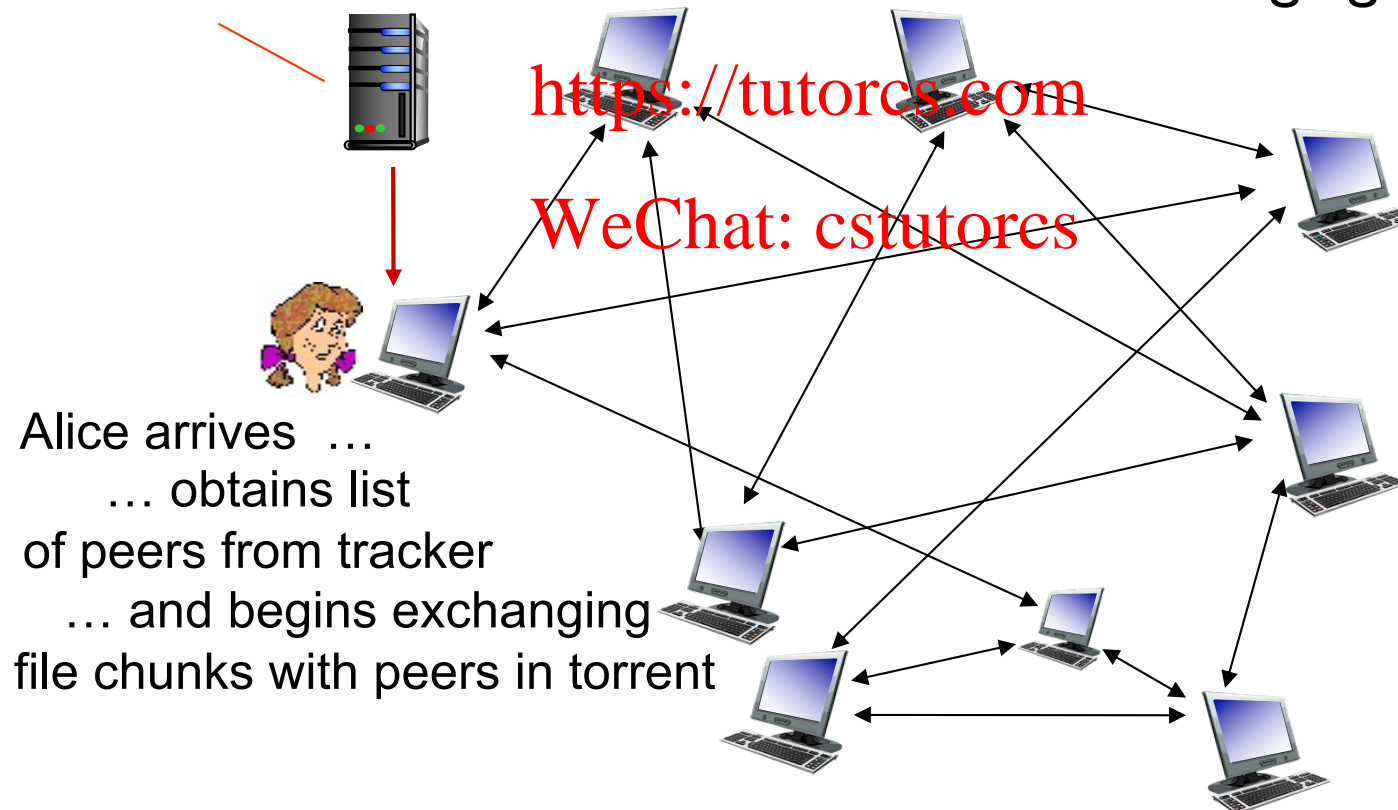 https://tutorcs.com
WeChat: cstutorcs
Alice arrives …
… obtains list
of peers from tracker
… and begins exchanging
file chunks with peers in torrent